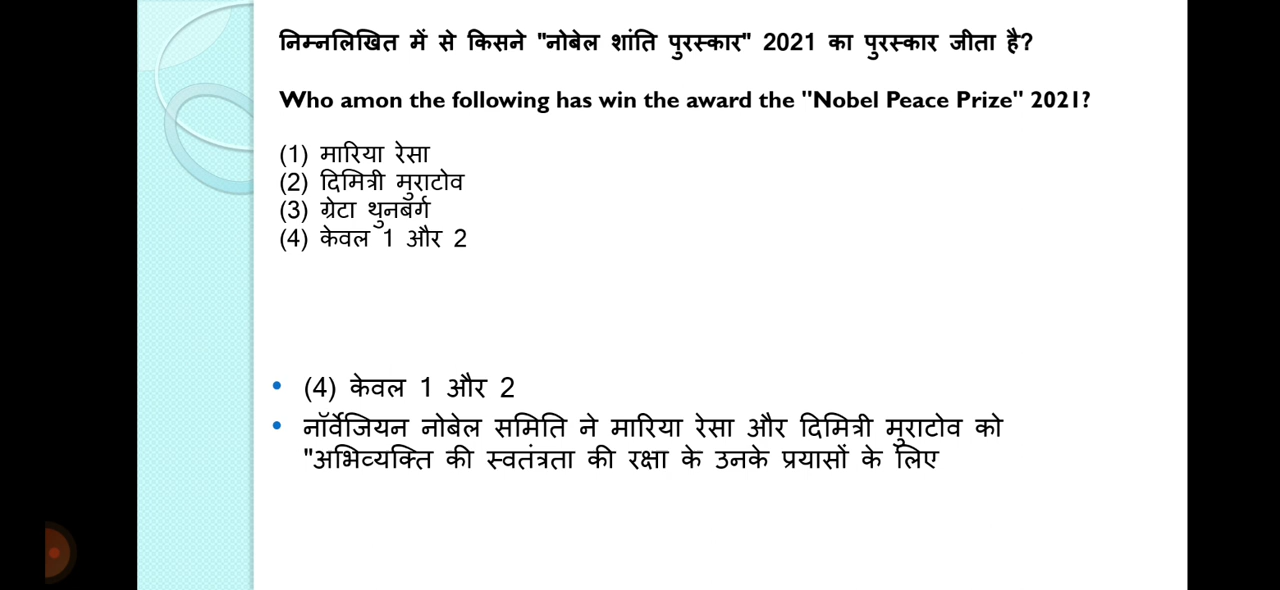 निम्नलिखित में से किसने "नोबेल शांति पुरस्कार" 2021 का पुरस्कार जीता है?
Who amon the following has win the award the "Nobel Peace Prize" 2021?
(1) मारिया रेसा
(2) दिमित्री मुराटोव
(3) ग्रेटा थुनबर्ग
(4) केवल 1 और 2
• (4) केवल 1 और 2
• नॉर्वेजियन नोबेल समिति ने मारिया रेसा और दिमित्री मुराटोव को
"अभिव्यक्ति की स्वतंत्रता की रक्षा के उनके प्रयासों के लिए